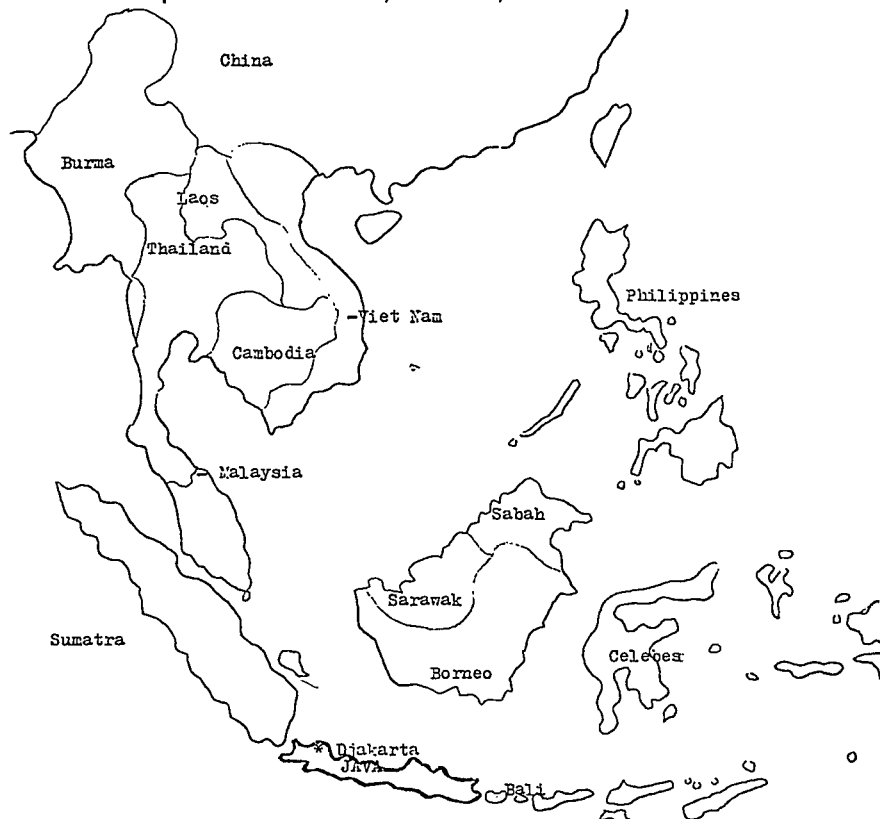 China
Burma
Laos
Thailand
Philippines
-Viet Nam
Cambodia
- Malaysia
Sabah
Sarawak
Sumatra
Celebes
Borneo
* Djakarta
JAVA
Bali